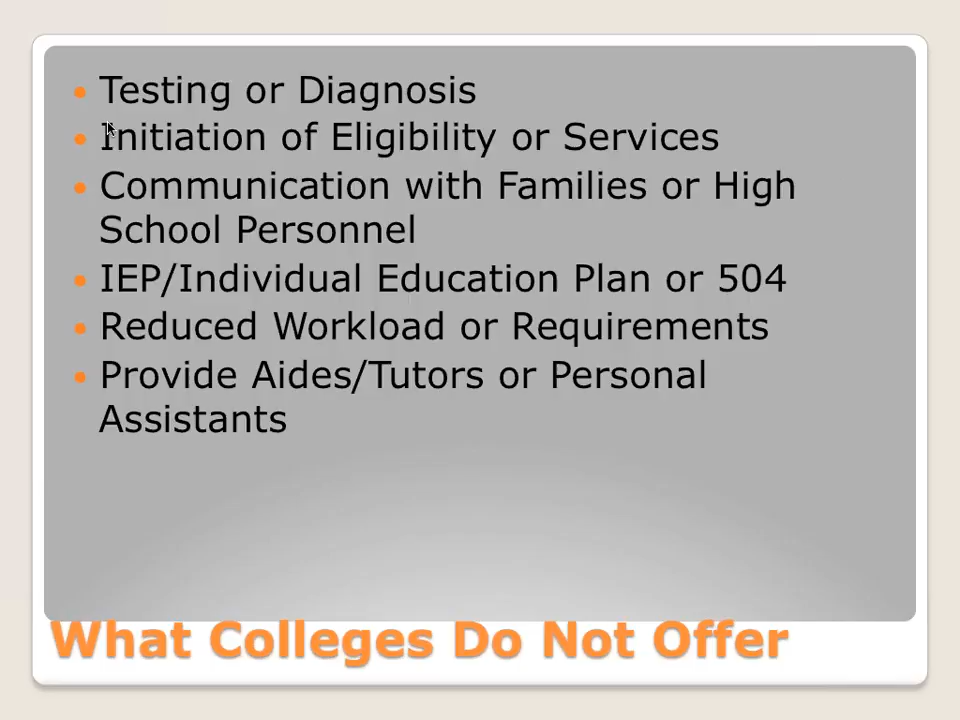 Testing or Diagnosis
Initiation of Eligibility or Services
Communication with Families or High
School Personnel
IEP/Individual Education Plan or 504
Reduced Workload or Requirements
Provide Aides/Tutors or Personal
Assistants
What Colleges Do Not Offer